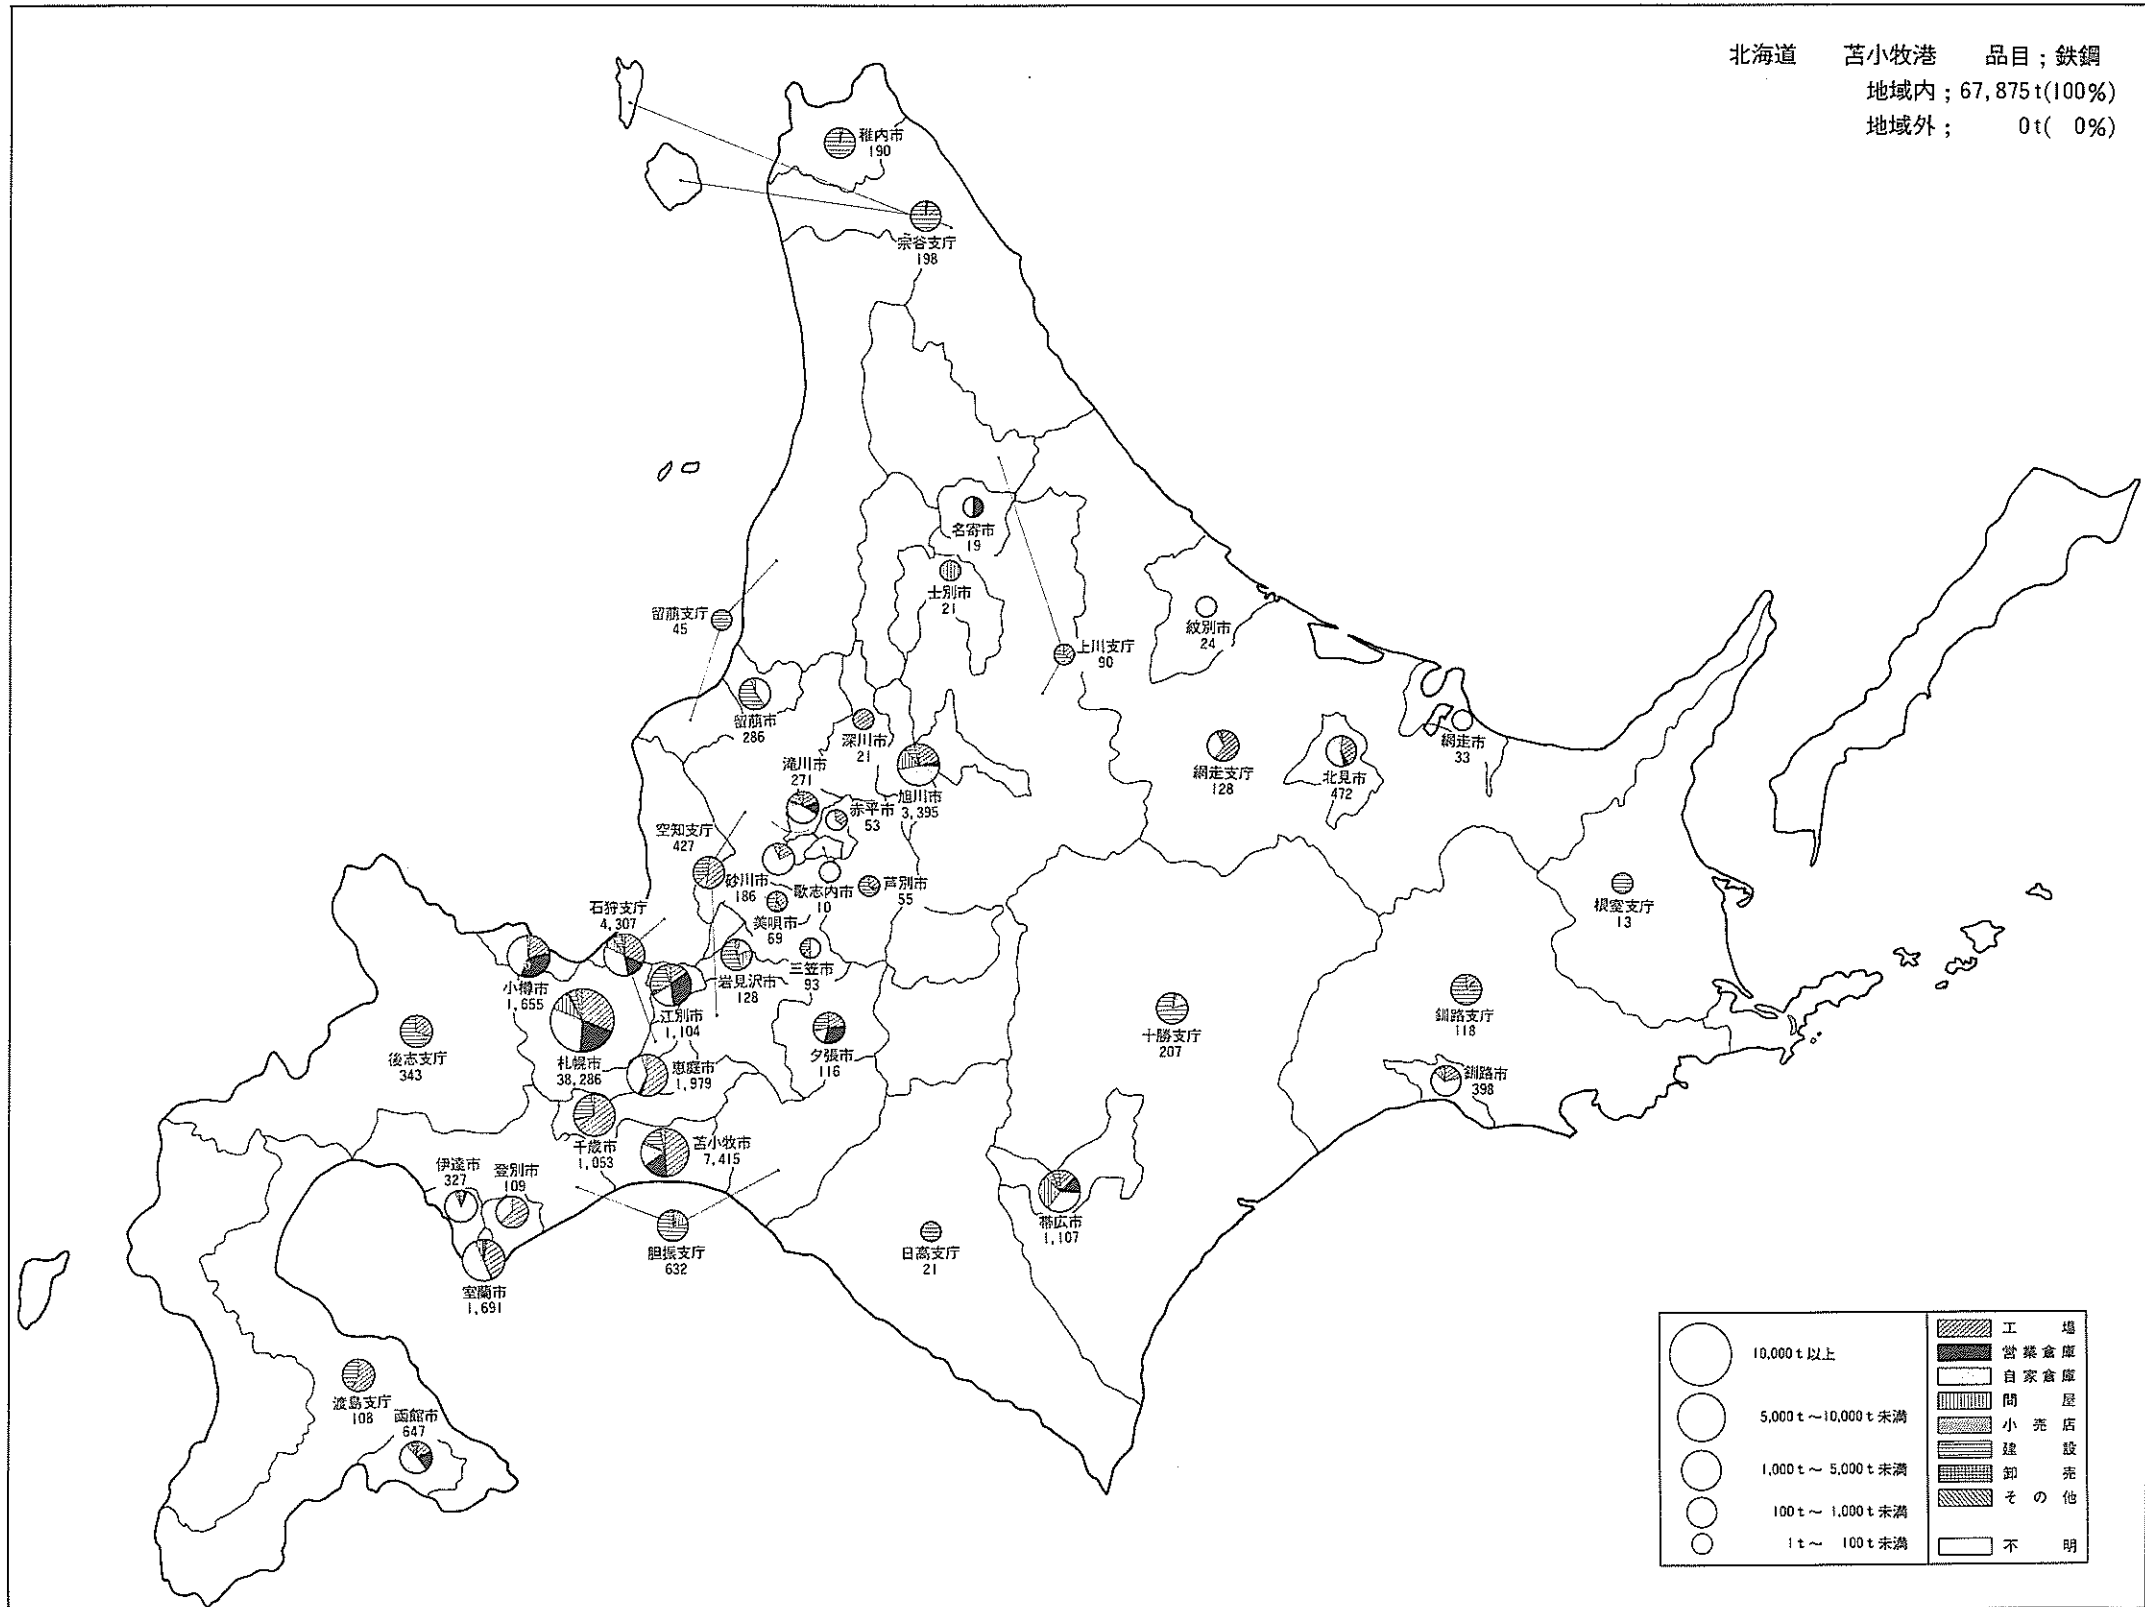 北海道 苫小牧港 品目;鉄鋼
地域内;67,875t(100%)
地域外; 0t( 0%)
稚内市
190
宗谷支庁
198
名寄市
19
士別市
21
留萠支庁
45
紋別市
24
上川支庁
90
留萠市
286
深川市
21
旭川市
3,395
網走市
33
網走支庁
128
北見市
472
滝川市
271
赤平市
53
空知支庁
427
砂川市
186
歌志内市
10
芦別市
55
美唄市
69
根室支庁
13
石狩支庁
4,307
小樽市
1,655
岩見沢市
128
三笠市
93
江別市
1,104
釧路支庁
118
後志支庁
343
札幌市
38,286
夕張市
116
十勝支庁
207
恵庭市
1,979
釧路市
398
千歳市
1,053
苫小牧市
7,415
伊達市
327
登別市
109
胆振支庁
632
日高支庁
21
帯広市
1,107
室蘭市
1,691
渡島支庁
108
函館市
647
10,000t以上
5,000t～10,000t未満
1,000t～5,000t未満
100t～1,000t未満
1t～100t未満
工場
営業倉庫
自家倉庫
問屋
小売店
建設
卸売
その他
不明